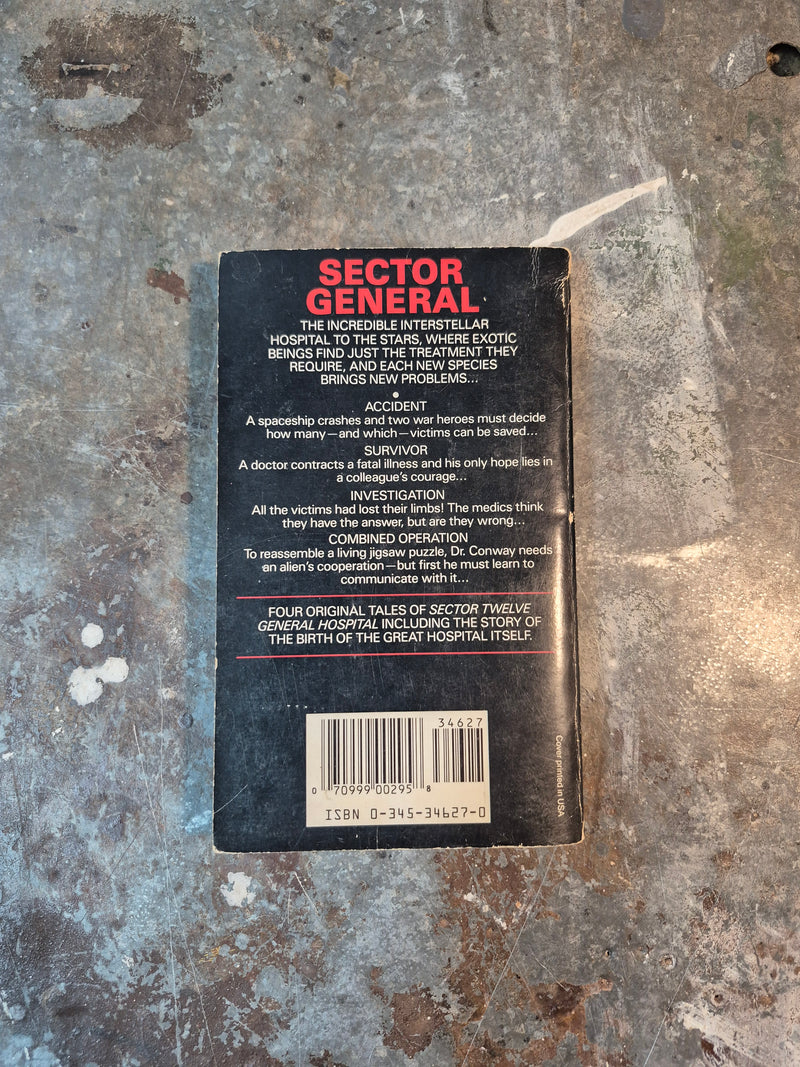 SECTOR
GENERAL
THE INCREDIBLE INTERSTELLAR
HOSPITAL TO THE STARS, WHERE EXOTIC
BEINGS FIND JUST THE TREATMENT THEY
REQUIRE, AND EACH NEW SPECIES
BRINGS NEW PROBLEMS...
•
ACCIDENT
A spaceship crashes and two war heroes must decide
how many—and which—victims can be saved...
SURVIVOR
A doctor contracts a fatal illness and his only hope lies in
a colleague's courage...
INVESTIGATION
All the victims had lost their limbs! The medics think
they have the answer, but are they wrong...
COMBINED OPERATION
To reassemble a living jigsaw puzzle, Dr. Conway needs
an alien's cooperation—but first he must learn to
communicate with it...
FOUR ORIGINAL TALES OF SECTOR TWELVE
GENERAL HOSPITAL INCLUDING THE STORY OF
THE BIRTH OF THE GREAT HOSPITAL ITSELF.
34627
0 70999 00295 8
ISBN 0-345-34627-0
Cover printed in USA